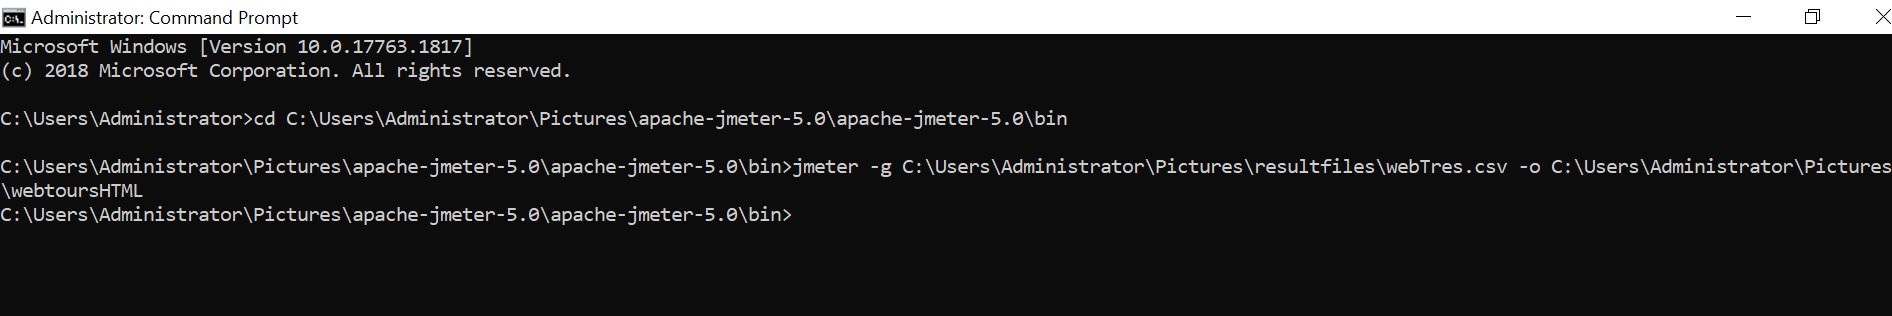 Administrator: Command Prompt
Microsoft Windows [Version 10.0.17763.1817]
(c) 2018 Microsoft Corporation. All rights reserved.
C:\Users\Administrator>cd C:\Users\Administrator\Pictures\apache-jmeter-5.0\apache-jmeter-5.0\bin
C:\Users\Administrator\Pictures\apache-jmeter-5.0\apache-jmeter-5.0\bin>jmeter -g C:\Users\Administrator\Pictures\resultfiles\webTres.csv -o C:\Users\Administrator\Pictures
\webtoursHTML
C:\Users\Administrator\Pictures\apache-jmeter-5.0\apache-jmeter-5.0\bin>